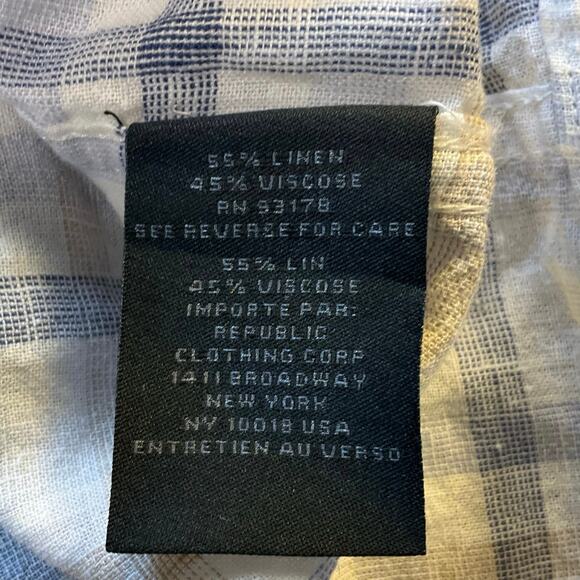 55% LINEN
45% VISCOSE
RN 93178
SEE REVERSE FOR CARE
55% LIN
45% VISCOSE
IMPORTE PAR:
REPUBLIC
CLOTHING CORP
1411 BROADWAY
NEW YORK
NY 10018 USA
ENTRETIEN AU VERSO